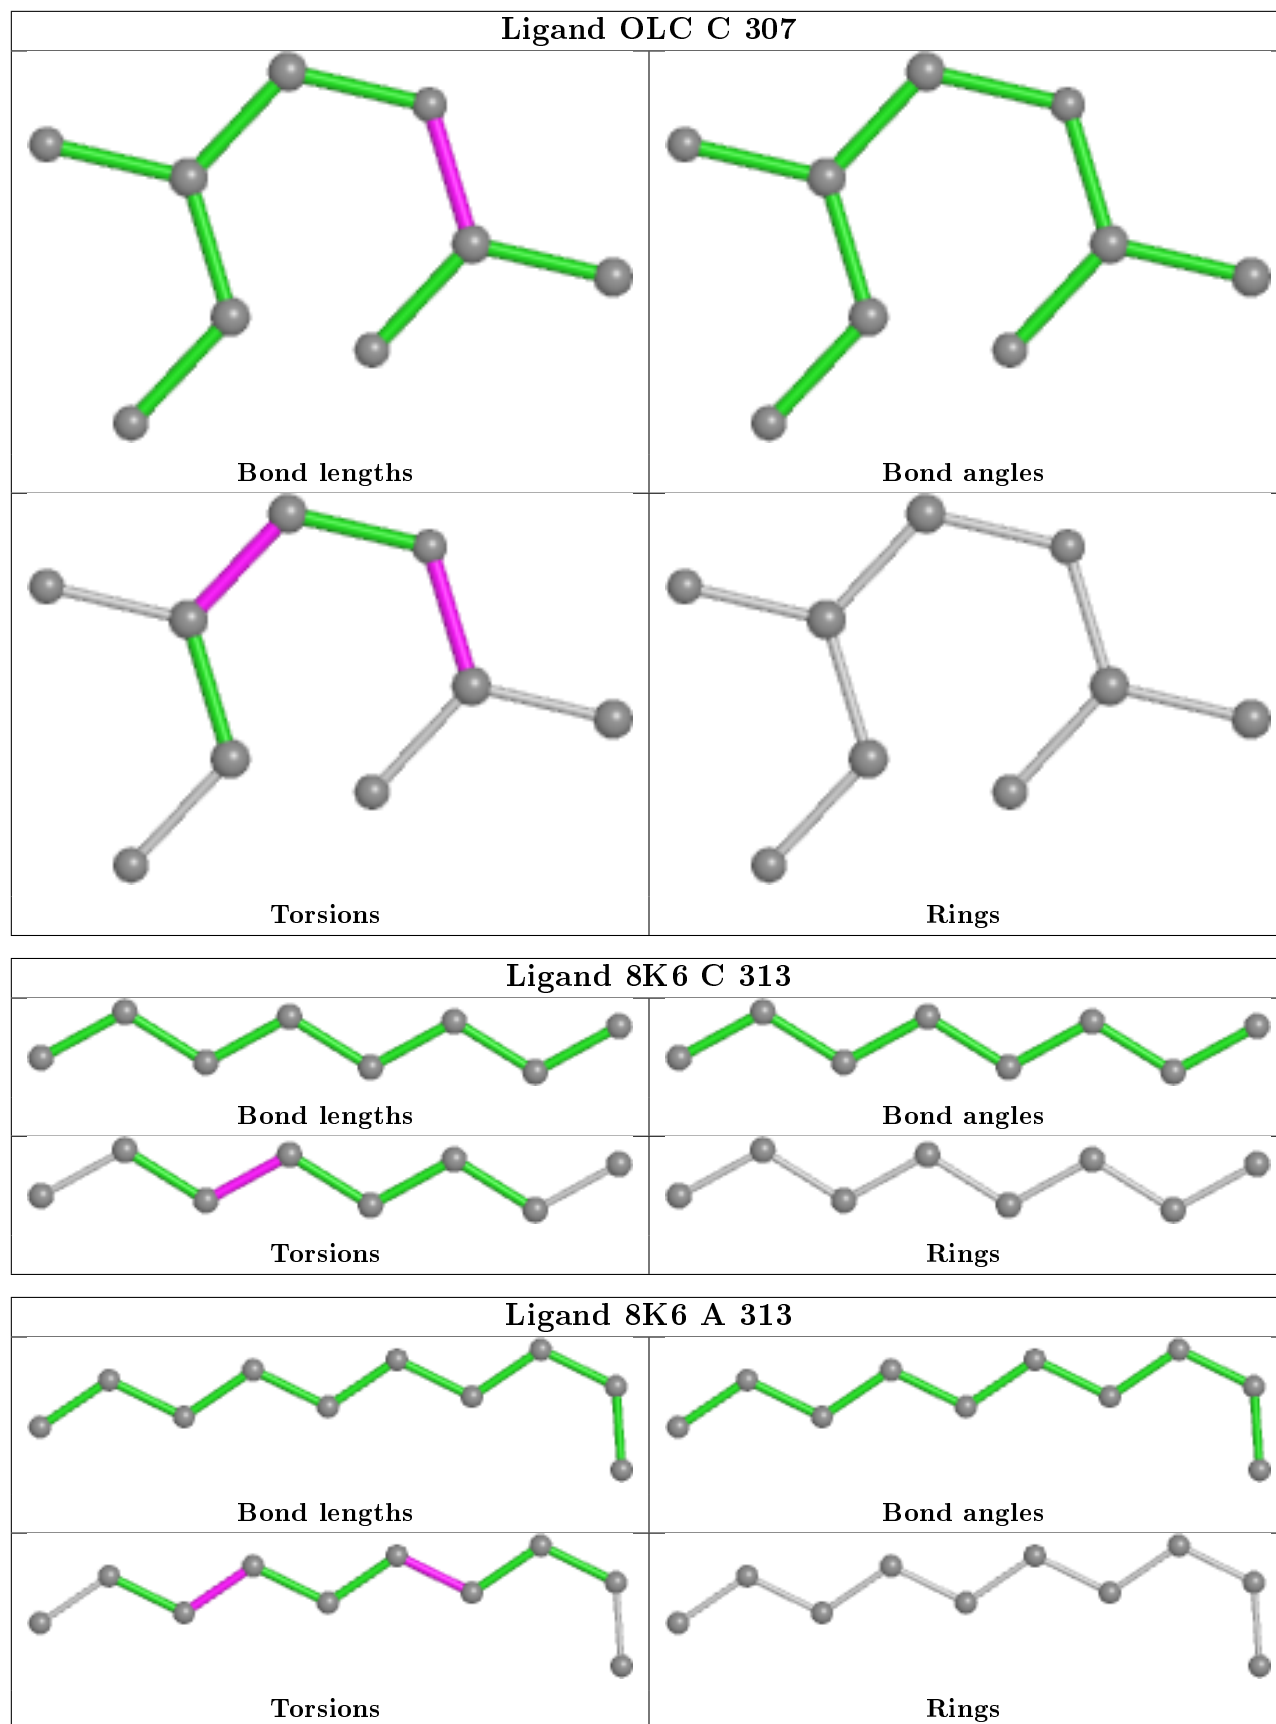 Ligand OLC C 307
Bond lengths
Bond angles
Torsions
Rings
Ligand 8K6 C 313
Bond lengths
Bond angles
Torsions
Rings
Ligand 8K6 A 313
Bond lengths
Bond angles
Torsions
Rings